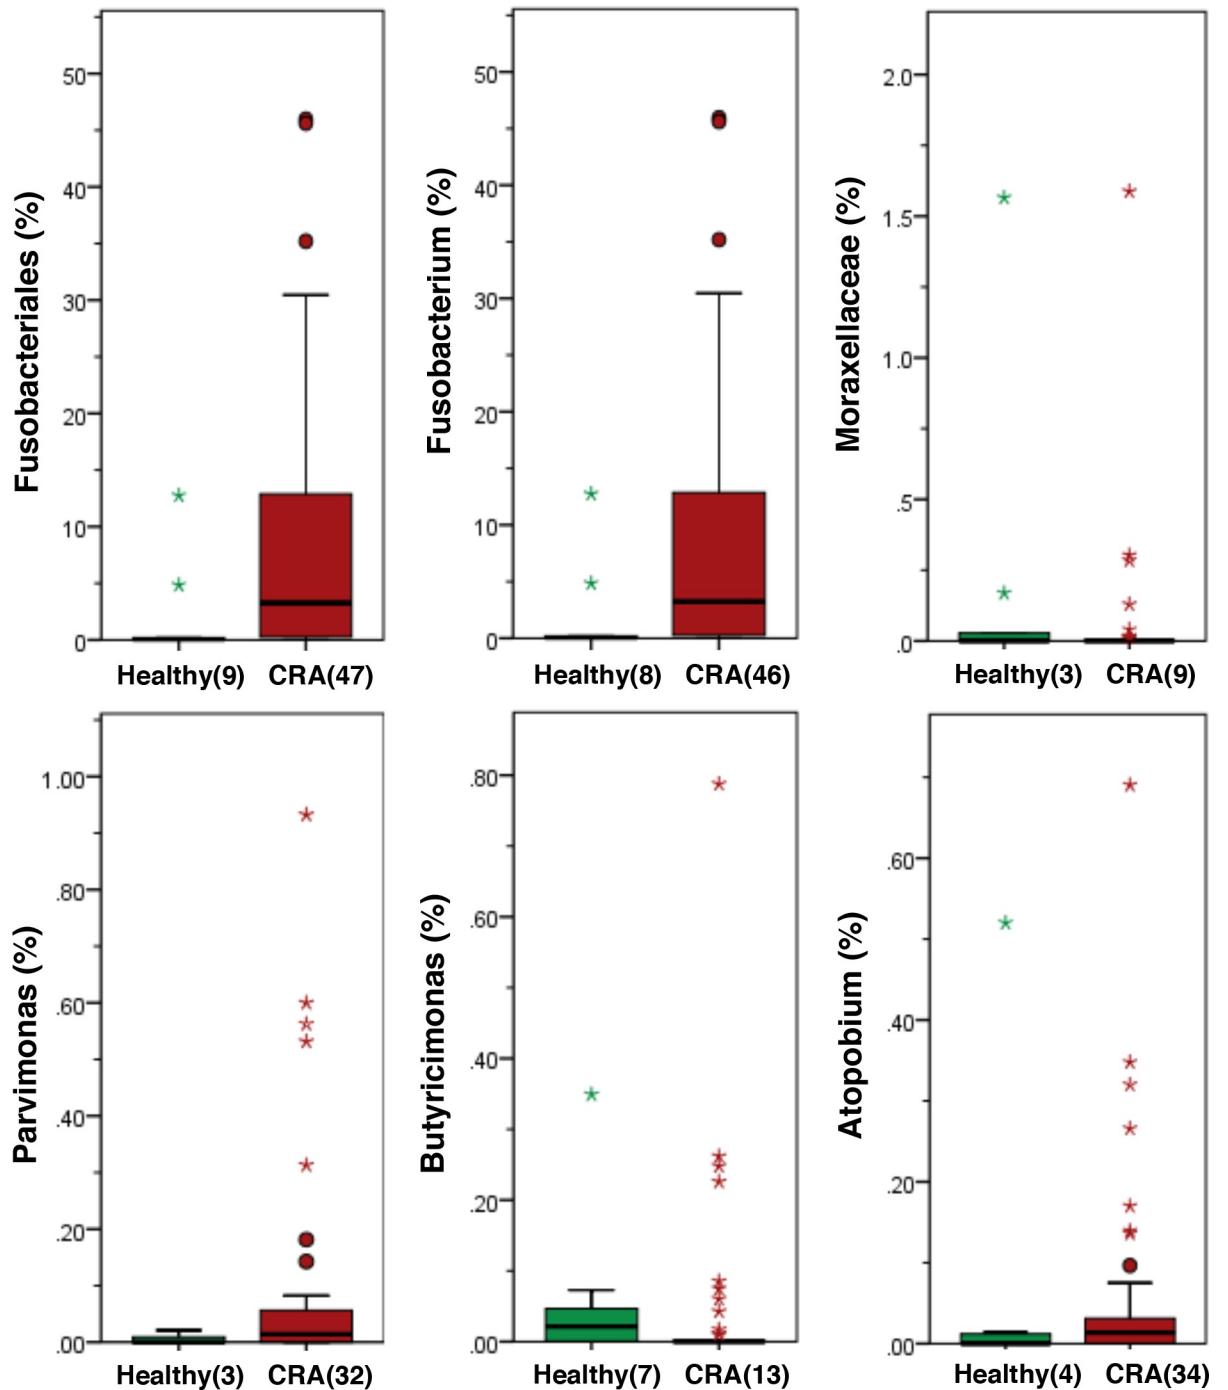 Fusobacteriales (%)
50
40
30
20
10
0
Healthy(9) CRA(47)
Fusobacterium (%)
50
40
30
20
10
0
Healthy(8) CRA(46)
Moraxellaceae (%)
2.0
1.5
1.0
.5
.0
Healthy(3) CRA(9)
Parvimonas (%)
1.00
.80
.60
.40
.20
.00
Healthy(3) CRA(32)
Butyricimonas (%)
.80
.60
.40
.20
.00
Healthy(7) CRA(13)
Atopobium (%)
.60
.40
.20
.00
Healthy(4) CRA(34)